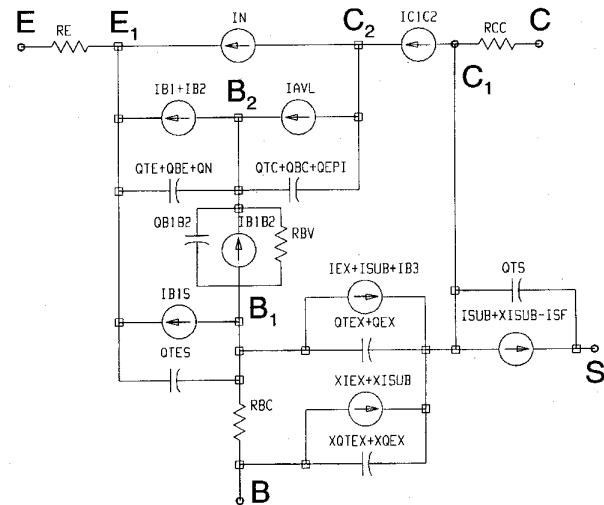 IN
IC1C2
E
RE
E1
C2
RCC
C
C1
IB1+IB2
B2
IAVL
QTE+QBE+QN
QTC+QBC+QEPI
QB1B2
IB1B2
RBV
IEX+ISUB+IB3
QTS
IB1S
B1
QTEX+QEX
ISUB+XISUB-ISF
QTES
S
RBC
XIEX+XISUB
XQTEX+XQEX
B